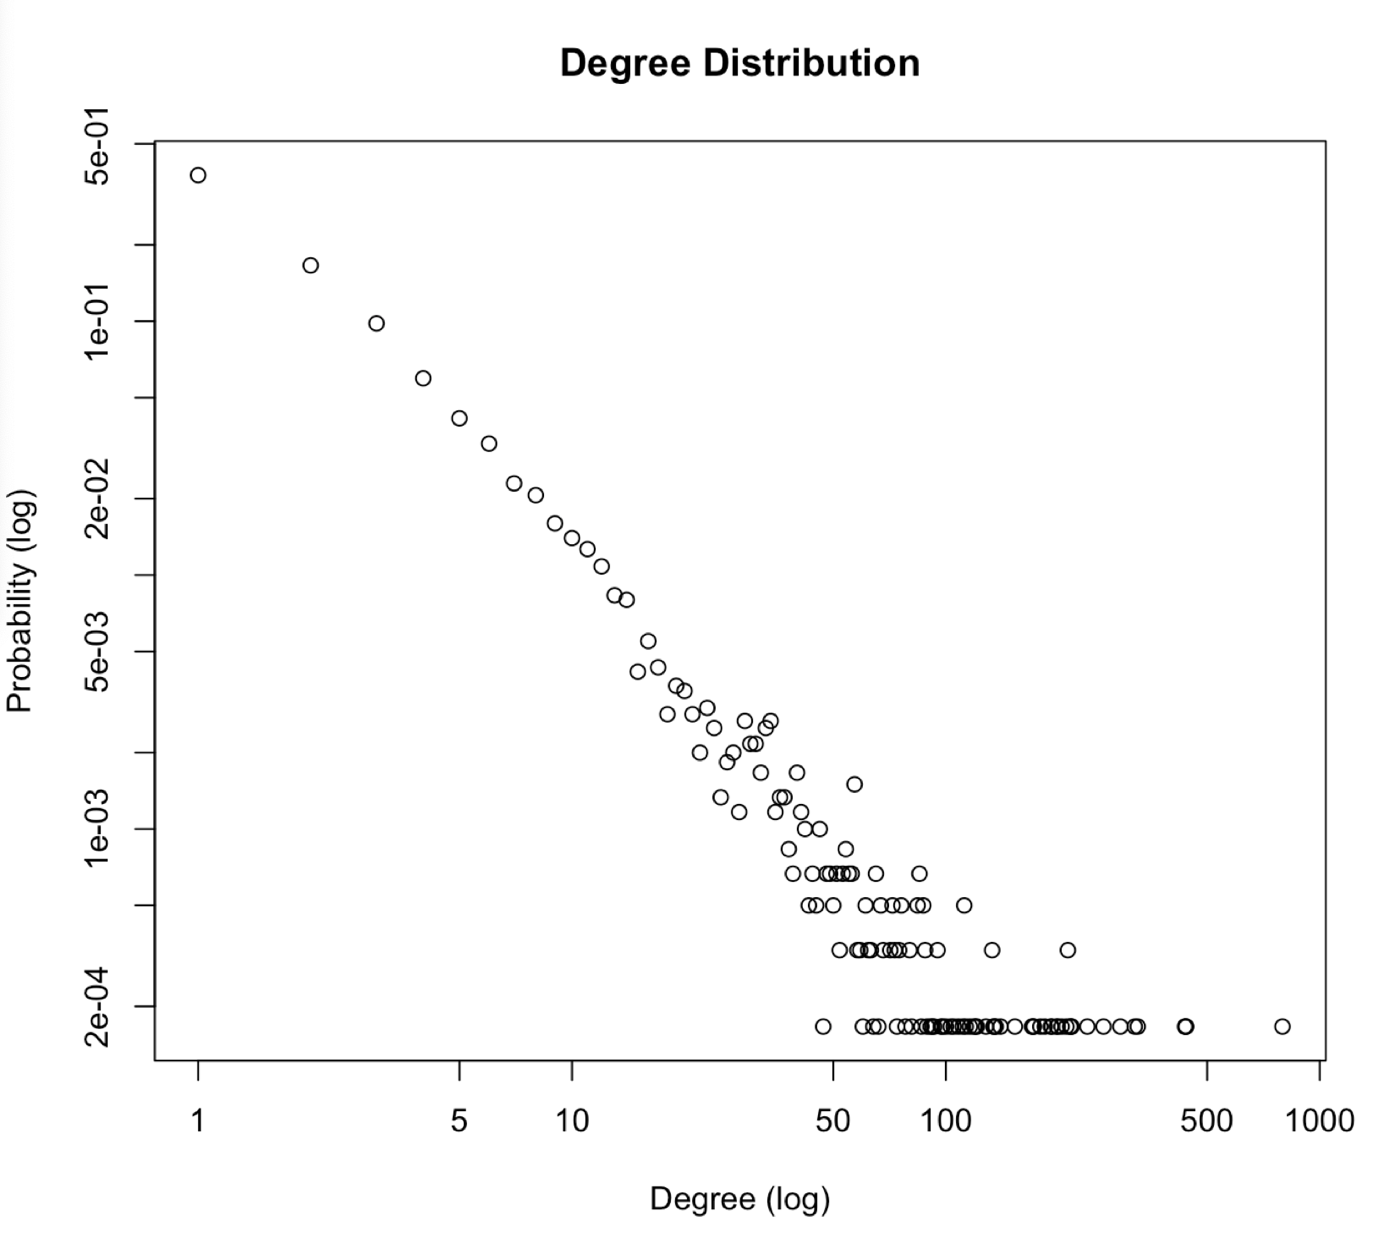 Degree Distribution
Probability (log)
5e-01
1e-01
2e-02
5e-03
1e-03
2e-04
1 5 10 50 100 500 1000
Degree (log)